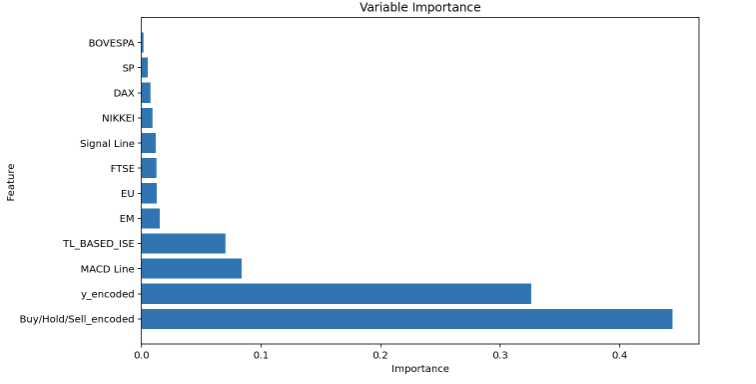 Variable Importance
BOVESPA
SP
DAX
NIKKEI
Signal Line
FTSE
EU
EM
TL_BASED_ISE
MACD Line
y_encoded
Buy/Hold/Sell_encoded
Feature
0.0 0.1 0.2 0.3 0.4
Importance